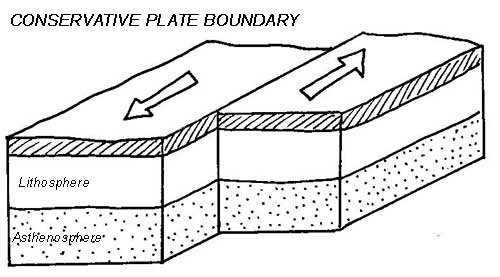 CONSERVATIVE PLATE BOUNDARY
Lithosphere
Asthenosphere